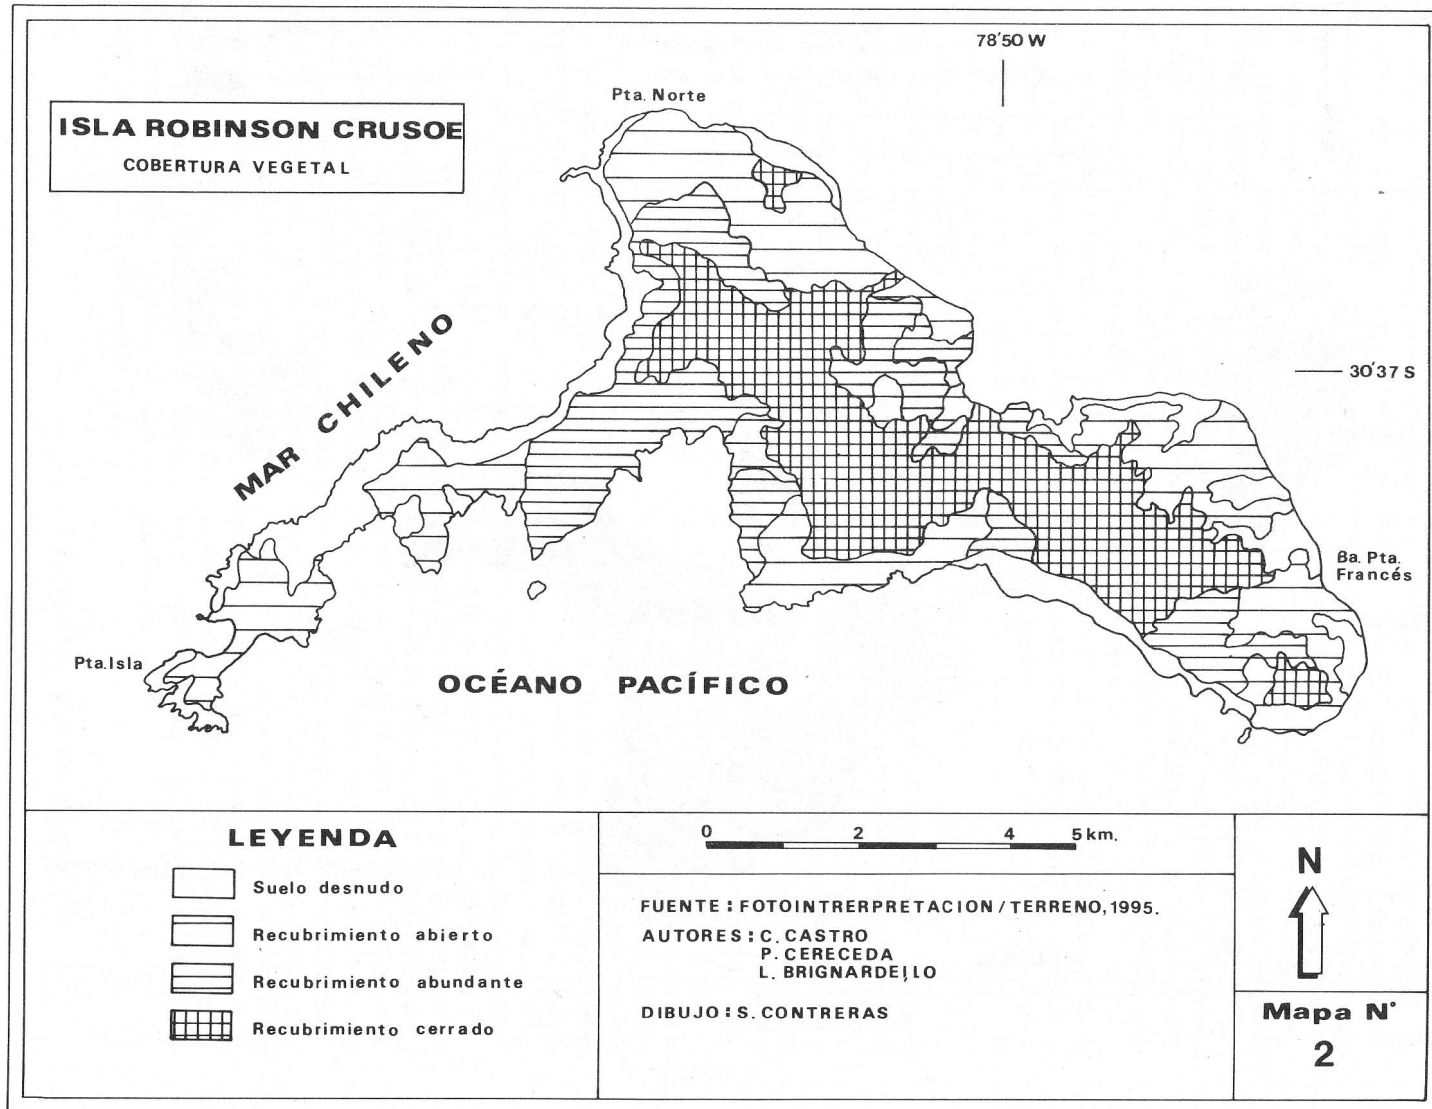 78'50 W
Pta. Norte
ISLA ROBINSON CRUSOE
COBERTURA VEGETAL
MAR CHILENO
30'37 S
Ba. Pta.
Francés
Pta. Isla
OCÉANO PACÍFICO
LEYENDA
Suelo desnudo
Recubrimiento abierto
Recubrimiento abundante
Recubrimiento cerrado
0 2 4 5 km.
FUENTE : FOTOINTRERPRETACION / TERRENO, 1995.
AUTORES : C. CASTRO
P. CERECEDA
L. BRIGNARDELLO
DIBUJO : S. CONTRERAS
N
Mapa N°
2